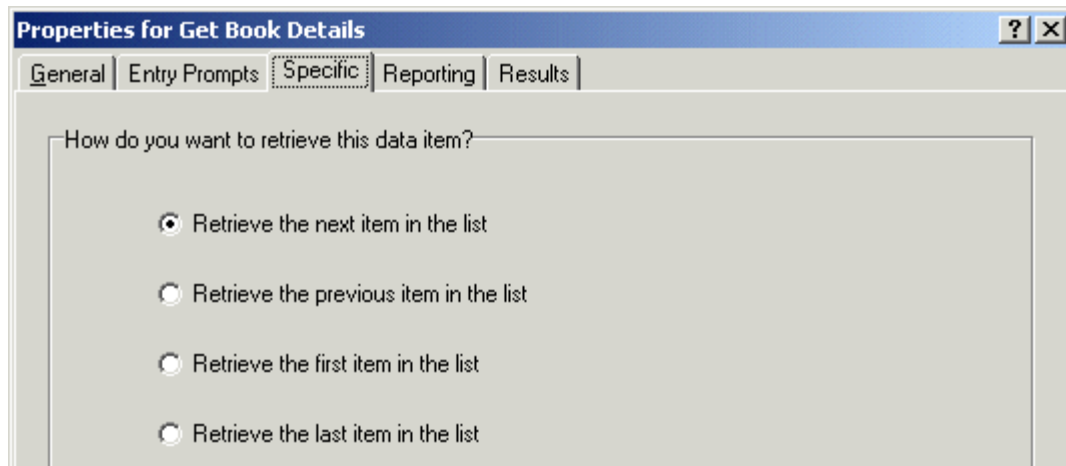 Properties for Get Book Details
General Entry Prompts Specific Reporting Results
How do you want to retrieve this data item?
Retrieve the next item in the list
Retrieve the previous item in the list
Retrieve the first item in the list
Retrieve the last item in the list